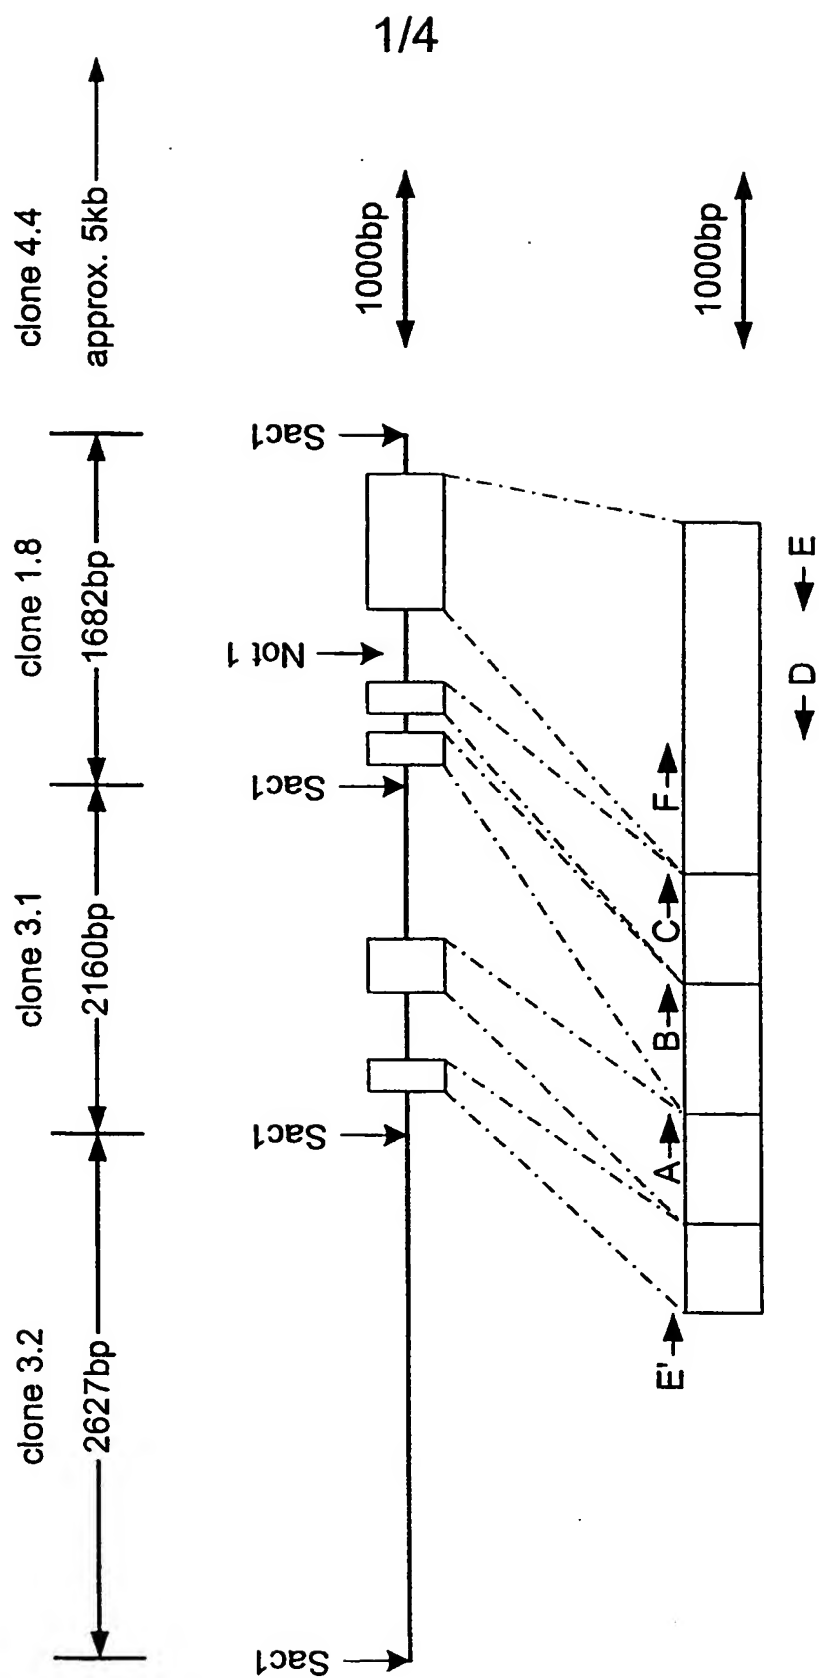 1/4
clone 3.2
clone 3.1
clone 1.8
clone 4.4
2627bp
2160bp
1682bp
approx. 5kb
Sac1
Sac1
Sac1
Not 1
Sac1
1000bp
E'
A
B
C
F
D
E
1000bp